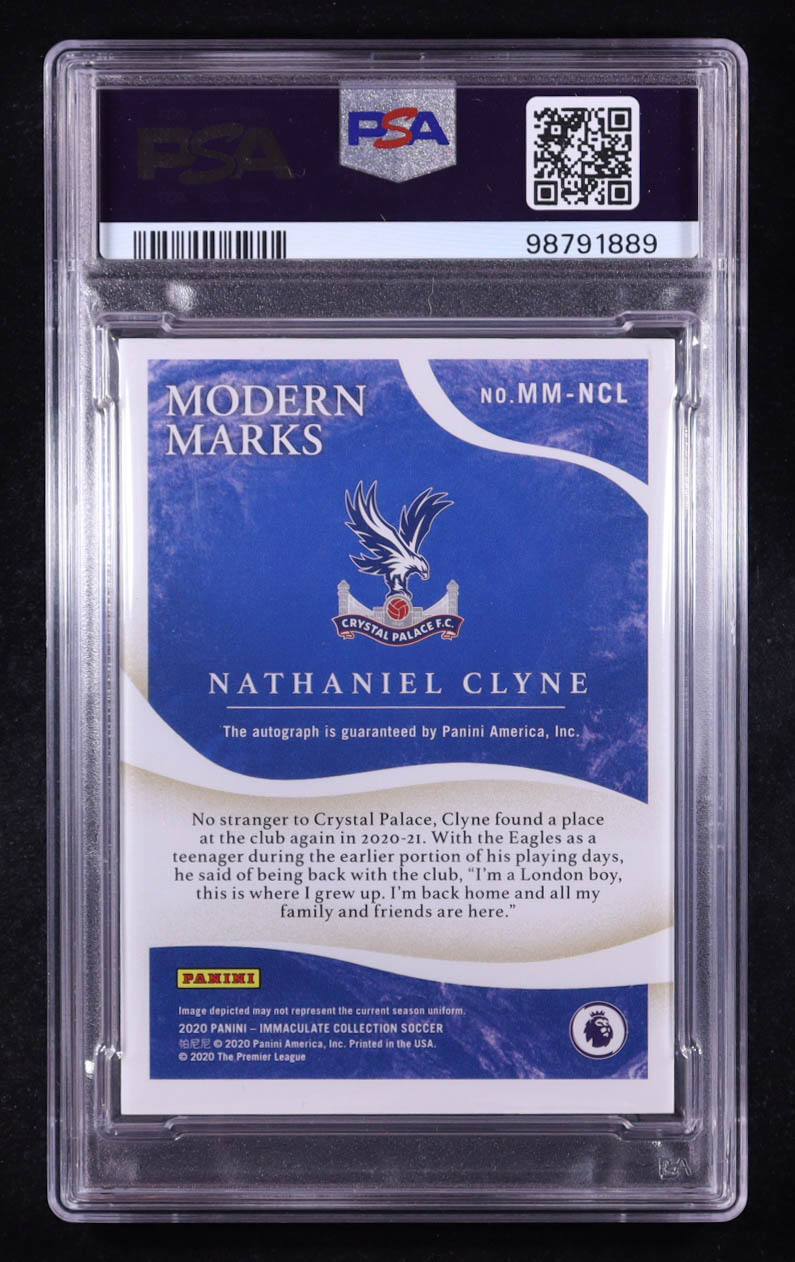 PSA
PSA
98791889
MODERN
MARKS
NO.MM-NCL
CRYSTAL PALACE F.C.
NATHANIEL CLYNE
The autograph is guaranteed by Panini America, Inc.
No stranger to Crystal Palace, Clyne found a place
at the club again in 2020-21. With the Eagles as a
teenager during the earlier portion of his playing days,
he said of being back with the club, “I’m a London boy,
this is where I grew up. I’m back home and all my
family and friends are here.”
PANINI
Image depicted may not represent the current season uniform.
2020 PANINI – IMMACULATE COLLECTION SOCCER
帕尼尼 © 2020 Panini America, Inc. Printed in the USA.
© 2020 The Premier League
PSA